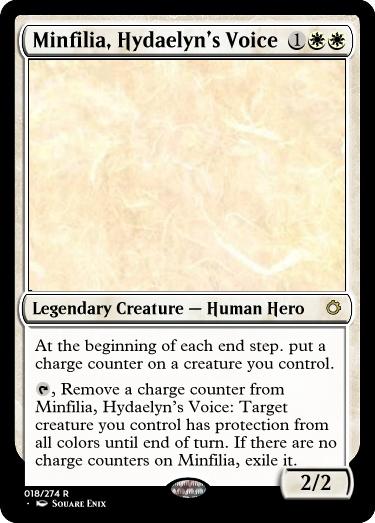 Minfilia, Hydaelyn's Voice 1
Legendary Creature — Human Hero
At the beginning of each end step. put a
charge counter on a creature you control.
, Remove a charge counter from
Minfilia, Hydaelyn's Voice: Target
creature you control has protection from
all colors until end of turn. If there are no
charge counters on Minfilia, exile it.
2/2
018/274 R
Square Enix